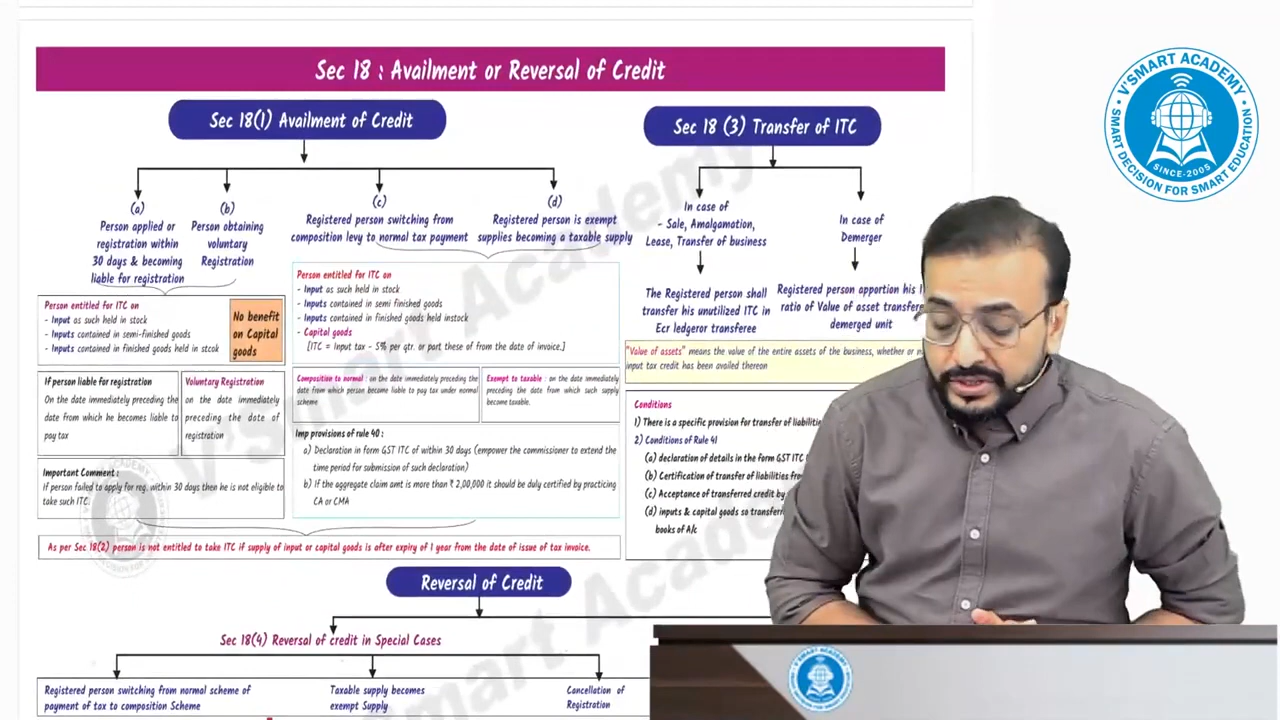 Sec 18 : Availment or Reversal of Credit
Sec 18(1) Availment of Credit
(a)
Person applied or
registration within
30 days & becoming
liable for registration
(b)
Person obtaining
voluntary
Registration
(c)
Registered person switching from
composition levy to normal tax payment
(d)
Registered person is exempt
supplies becoming a taxable supply
Person entitled for ITC on
- Input as such held in stock
- Inputs contained in semi-finished goods
- Inputs contained in finished goods held in stcak
No benefit
on Capital
goods
If person liable for registration
On the date immediately preceding the
date from which he becomes liable to
pay tax
Voluntary Registration
on the date immediately
preceding the date of
registration
Important Comment :
If person failed to apply for reg. within 30 days then he is not eligible to
take such ITC.
Person entitled for ITC on
- Input as such held in stock
- Inputs contained in semi finished goods
- Inputs contained in finished goods held instock
- Capital goods
[ITC = Input tax - 5% per qtr. or part these of from the date of invoice.]
Composition to normal : on the date immediately preceding the
date from which person become liable to pay tax under normal
scheme
Exempt to taxable : on the date immediately
preceding the date from which such supply
become taxable.
Imp provisions of rule 40 :
a) Declaration in form GST ITC of within 30 days (empower the commissioner to extend the
time period for submission of such declaration)
b) If the aggregate claim amt is more than ₹ 2,00,000 it should be duly certified by practicing
CA or CMA
As per Sec 18(2) person is not entitled to take ITC if supply of input or capital goods is after expiry of 1 year from the date of issue of tax invoice.
Sec 18 (3) Transfer of ITC
In case of
- Sale, Amalgamation,
Lease, Transfer of business
The Registered person shall
transfer his unutilized ITC in
Ecr ledgeror transferee
In case of
Demerger
Registered person apportion his
ratio of Value of asset
demerged unit
"Value of assets" means the value of the entire assets of the business, whether or
input tax credit has been availed thereon
Conditions
1) There is a specific provision for transfer of
2) Conditions of Rule 41
(a) declaration of details in the form GST ITC
(b) Certification of transfer of liabilities
(c) Acceptance of transferred credit by
(d) inputs & capital goods so
books of A/c
Reversal of Credit
Sec 18(4) Reversal of credit in Special Cases
Registered person switching from normal scheme of
payment of tax to composition Scheme
Taxable supply becomes
exempt Supply
Cancellation of
Registration
V'SMART ACADEMY
SINCE-2005
SMART DECISION FOR SMART EDUCATION